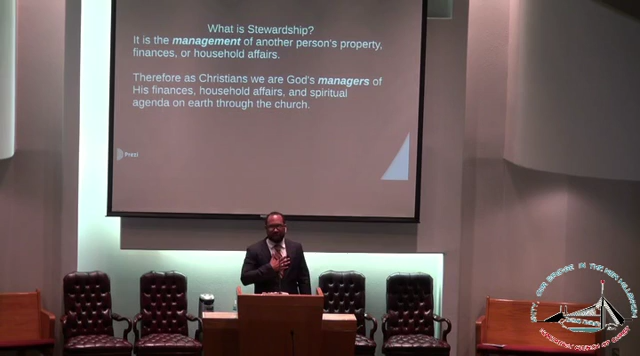 What is Stewardship?
It is the management of another person's property,
finances, or household affairs.
Therefore as Christians we are God's managers of
His finances, household affairs, and spiritual
agenda on earth through the church.
Prezi